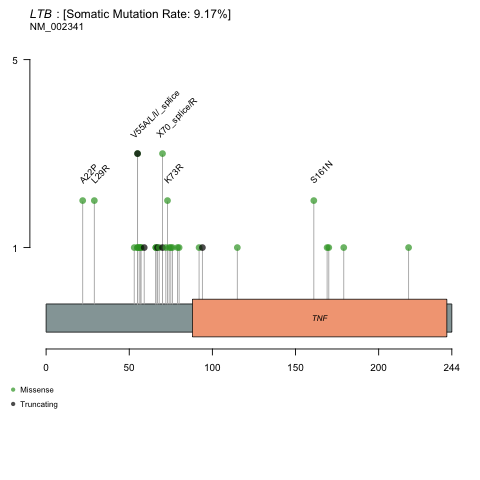 LTB : [Somatic Mutation Rate: 9.17%]
NM_002341
5
1
A22P
L29R
V55A/L/I/_splice
X70_splice/R
K73R
S161N
TNF
0 50 100 150 200 244
Missense
Truncating